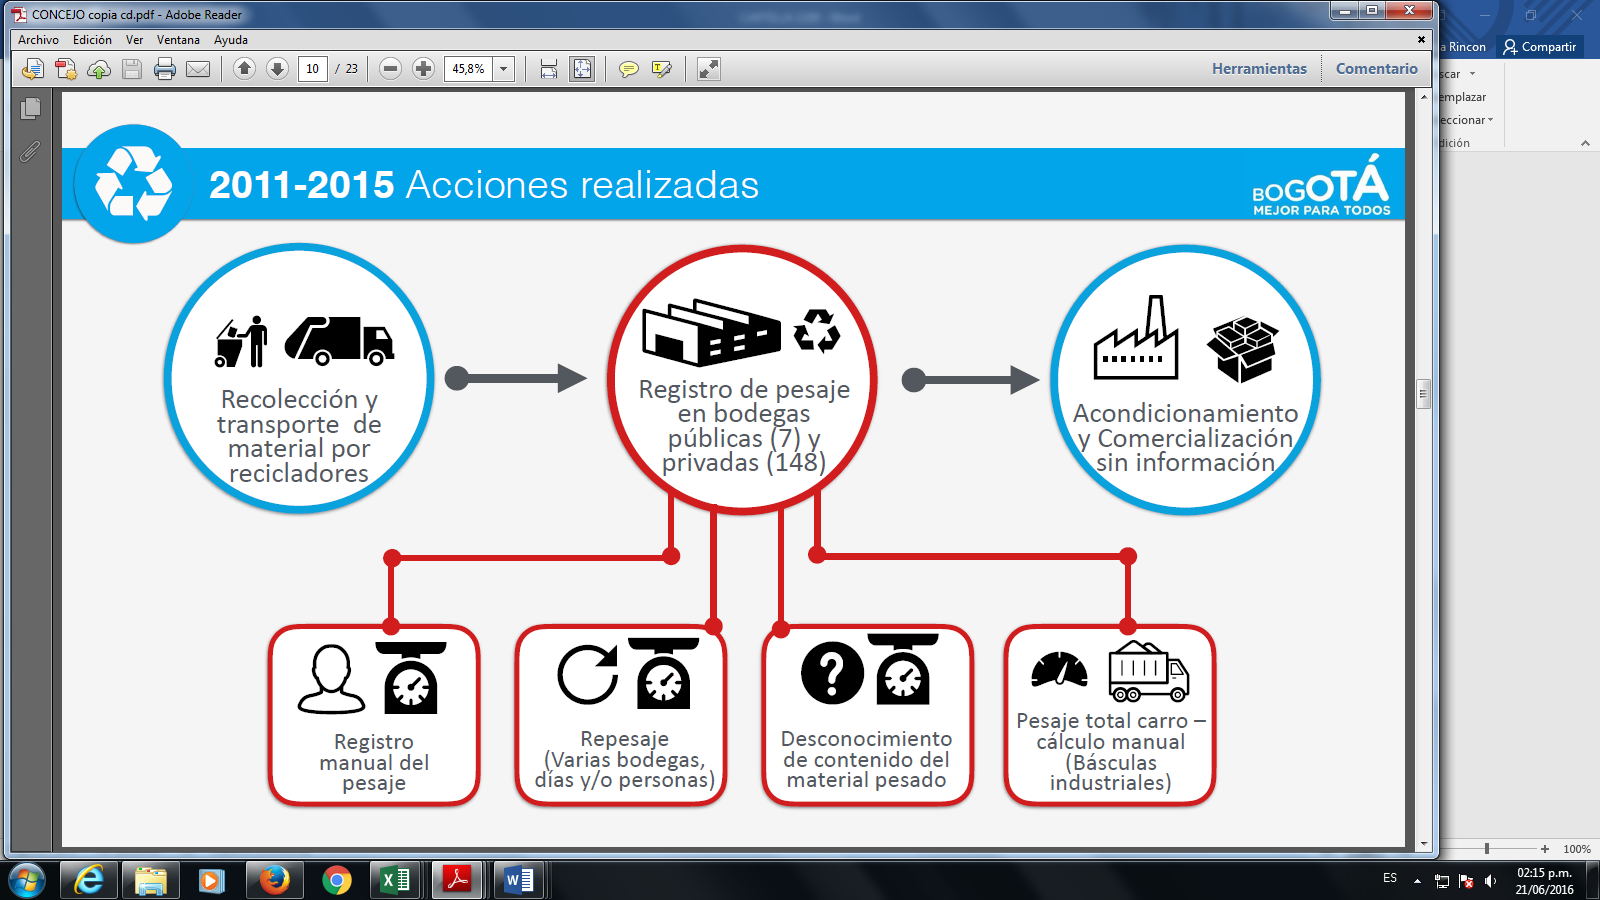 CONCEJO copia cd.pdf - Adobe Reader
Archivo Edición Ver Ventana Ayuda
10 / 23 45,8% Herramientas Comentario
a Rincon Compartir
scar
emplazar
eccionar
dición
2011-2015 Acciones realizadas
BOGOTÁ
MEJOR PARA TODOS
Recolección y
transporte de
material por
recicladores
Registro de pesaje
en bodegas
públicas (7) y
privadas (148)
Acondicionamiento
y Comercialización
sin información
Registro
manual del
pesaje
Repesaje
(Varias bodegas,
días y/o personas)
Desconocimiento
de contenido del
material pesado
Pesaje total carro –
cálculo manual
(Básculas
industriales)
100%
ES
02:15 p.m.
21/06/2016